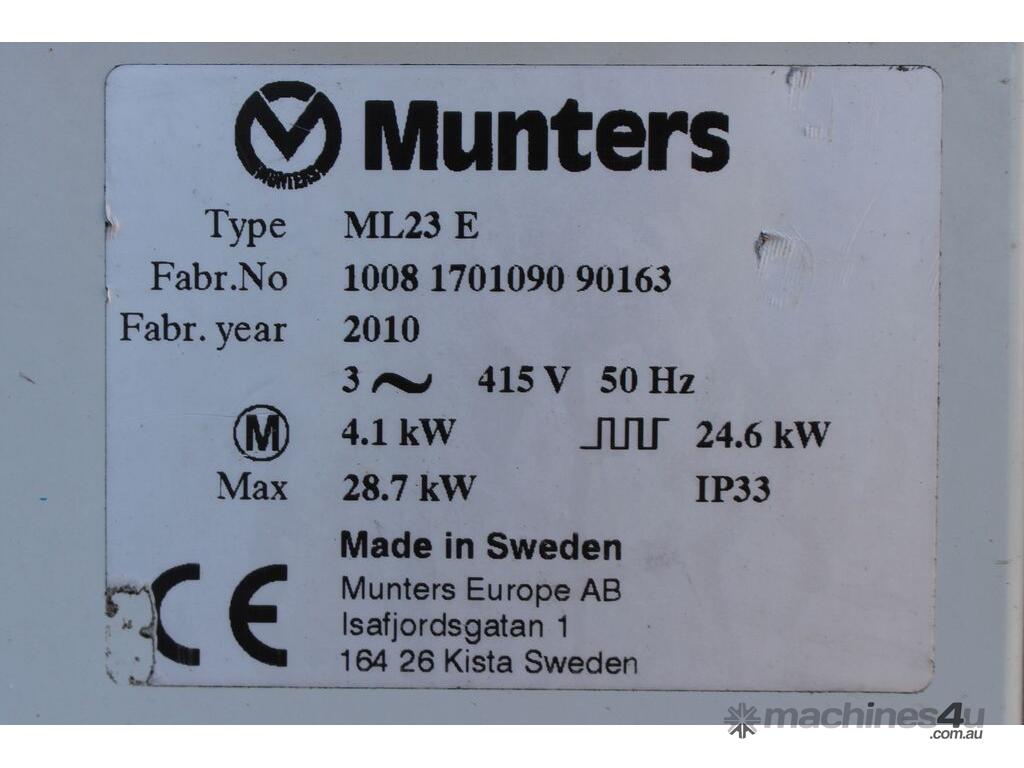 MUNTERS
Munters
Type ML23 E
Fabr.No 1008 1701090 90163
Fabr. year 2010
3 ~ 415 V 50 Hz
M 4.1 kW 24.6 kW
Max 28.7 kW IP33
Made in Sweden
Munters Europe AB
Isafjordsgatan 1
164 26 Kista Sweden
CE
machines4u
.com.au